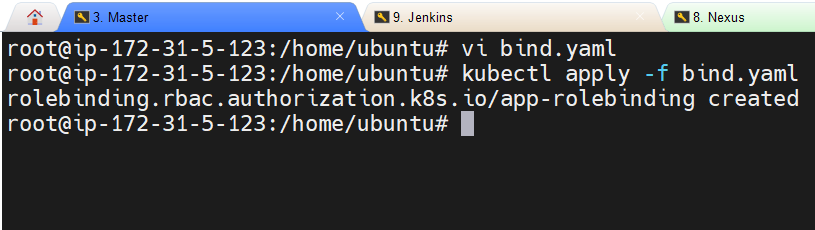 3. Master
9. Jenkins
8. Nexus
root@ip-172-31-5-123:/home/ubuntu# vi bind.yaml
root@ip-172-31-5-123:/home/ubuntu# kubectl apply -f bind.yaml
rolebinding.rbac.authorization.k8s.io/app-rolebinding created
root@ip-172-31-5-123:/home/ubuntu#